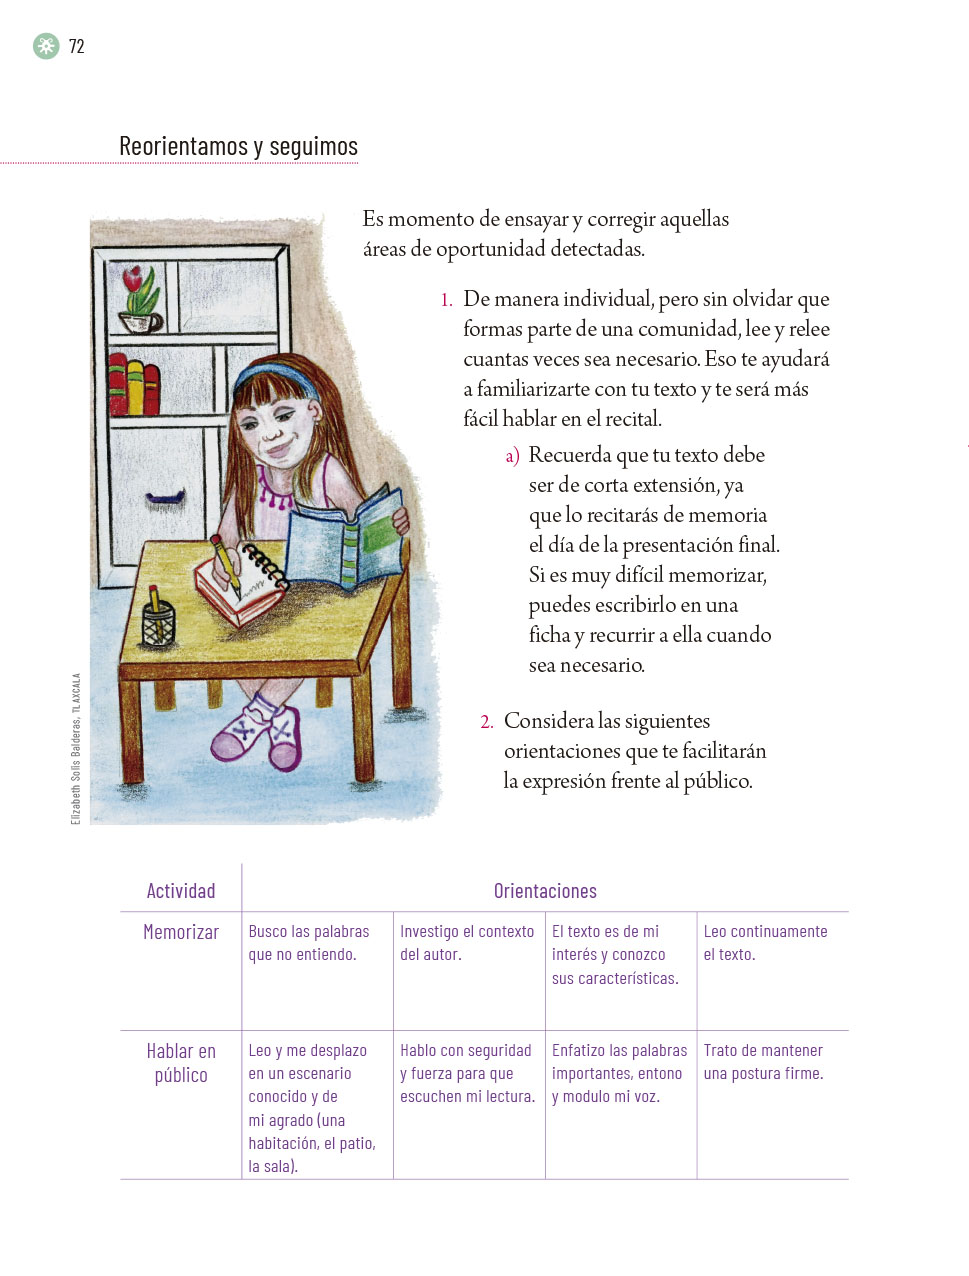 72
Reorientamos y seguimos
Es momento de ensayar y corregir aquellas
áreas de oportunidad detectadas.
1. De manera individual, pero sin olvidar que
formas parte de una comunidad, lee y relee
cuantas veces sea necesario. Eso te ayudará
a familiarizarte con tu texto y te será más
fácil hablar en el recital.
a) Recuerda que tu texto debe
ser de corta extensión, ya
que lo recitarás de memoria
el día de la presentación final.
Si es muy difícil memorizar,
puedes escribirlo en una
ficha y recurrir a ella cuando
sea necesario.
2. Considera las siguientes
orientaciones que te facilitarán
la expresión frente al público.
Elizabeth Solís Balderas, TLAXCALA
Actividad
Orientaciones
Memorizar
Busco las palabras
que no entiendo.
Investigo el contexto
del autor.
El texto es de mi
interés y conozco
sus características.
Leo continuamente
el texto.
Hablar en
público
Leo y me desplazo
en un escenario
conocido y de
mi agrado (una
habitación, el patio,
la sala).
Hablo con seguridad
y fuerza para que
escuchen mi lectura.
Enfatizo las palabras
importantes, entono
y modulo mi voz.
Trato de mantener
una postura firme.